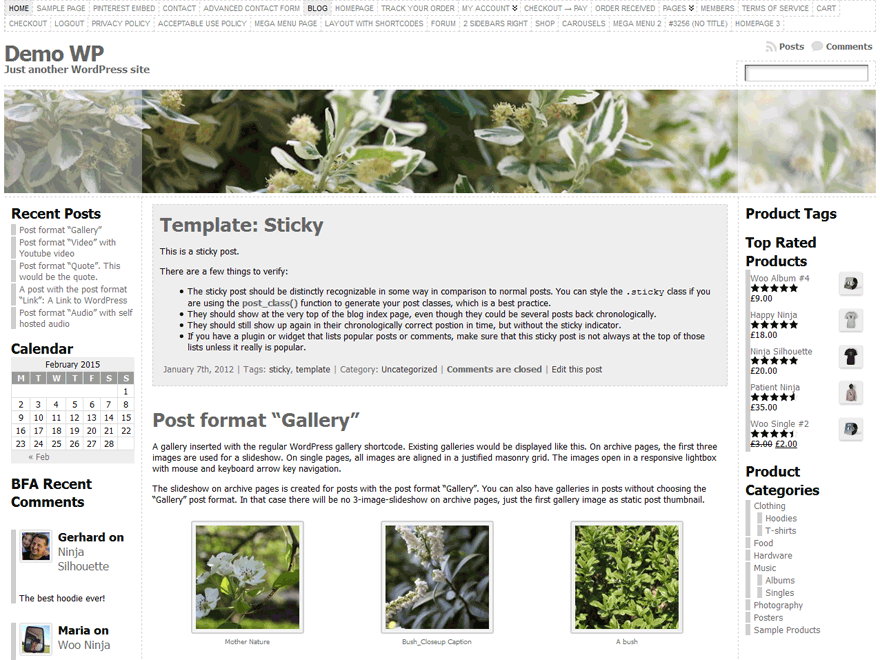 HOME SAMPLE PAGE PINTEREST EMBED CONTACT ADVANCED CONTACT FORM BLOG HOMEPAGE TRACK YOUR ORDER MY ACCOUNT CHECKOUT → PAY ORDER RECEIVED PAGES MEMBERS TERMS OF SERVICE CART
CHECKOUT LOGOUT PRIVACY POLICY ACCEPTABLE USE POLICY MEGA MENU PAGE LAYOUT WITH SHORTCODES FORUM 2 SIDEBARS RIGHT SHOP CAROUSELS MEGA MENU 2 #3256 (NO TITLE) HOMEPAGE 3
Demo WP
Just another WordPress site
Posts Comments
Recent Posts
Post format “Gallery”
Post format “Video” with
Youtube video
Post format “Quote”. This
would be the quote.
A post with the post format
“Link”: A Link to WordPress
Post format “Audio” with self
hosted audio
Calendar
February 2015
M T W T F S S
1
2 3 4 5 6 7 8
9 10 11 12 13 14 15
16 17 18 19 20 21 22
23 24 25 26 27 28
« Feb
BFA Recent
Comments
Gerhard on
Ninja
Silhouette
The best hoodie ever!
Maria on
Woo Ninja
Template: Sticky
This is a sticky post.
There are a few things to verify:
• The sticky post should be distinctly recognizable in some way in comparison to normal posts. You can style the .sticky class if
you are using the post_class() function to generate your post classes, which is a best practice.
• They should show at the very top of the blog index page, even though they could be several posts back chronologically.
• They should still show up again in their chronologically correct postion in time, but without the sticky indicator.
• If you have a plugin or widget that lists popular posts or comments, make sure that this sticky post is not always at the top of those
lists unless it really is popular.
January 7th, 2012 | Tags: sticky, template | Category: Uncategorized | Comments are closed | Edit this post
Post format “Gallery”
A gallery inserted with the regular WordPress gallery shortcode. Existing galleries would be displayed like this. On archive pages, the first three
images are used for a slideshow. On single pages, all images are aligned in a justified masonry grid. The images open in a responsive lightbox
with mouse and keyboard arrow key navigation.
The slideshow on archive pages is created for posts with the post format “Gallery”. You can also have galleries in posts without choosing the
“Gallery” post format. In that case there will be no 3-image-slideshow on archive pages, just the first gallery image as static post thumbnail.
Mother Nature
Bush_Closeup Caption
A bush
Product Tags
Top Rated
Products
Woo Album #4
£9.00
Happy Ninja
£18.00
Ninja Silhouette
£20.00
Patient Ninja
£35.00
Woo Single #2
£3.00 £2.00
Product
Categories
Clothing
Hoodies
T-shirts
Food
Hardware
Music
Albums
Singles
Photography
Posters
Sample Products